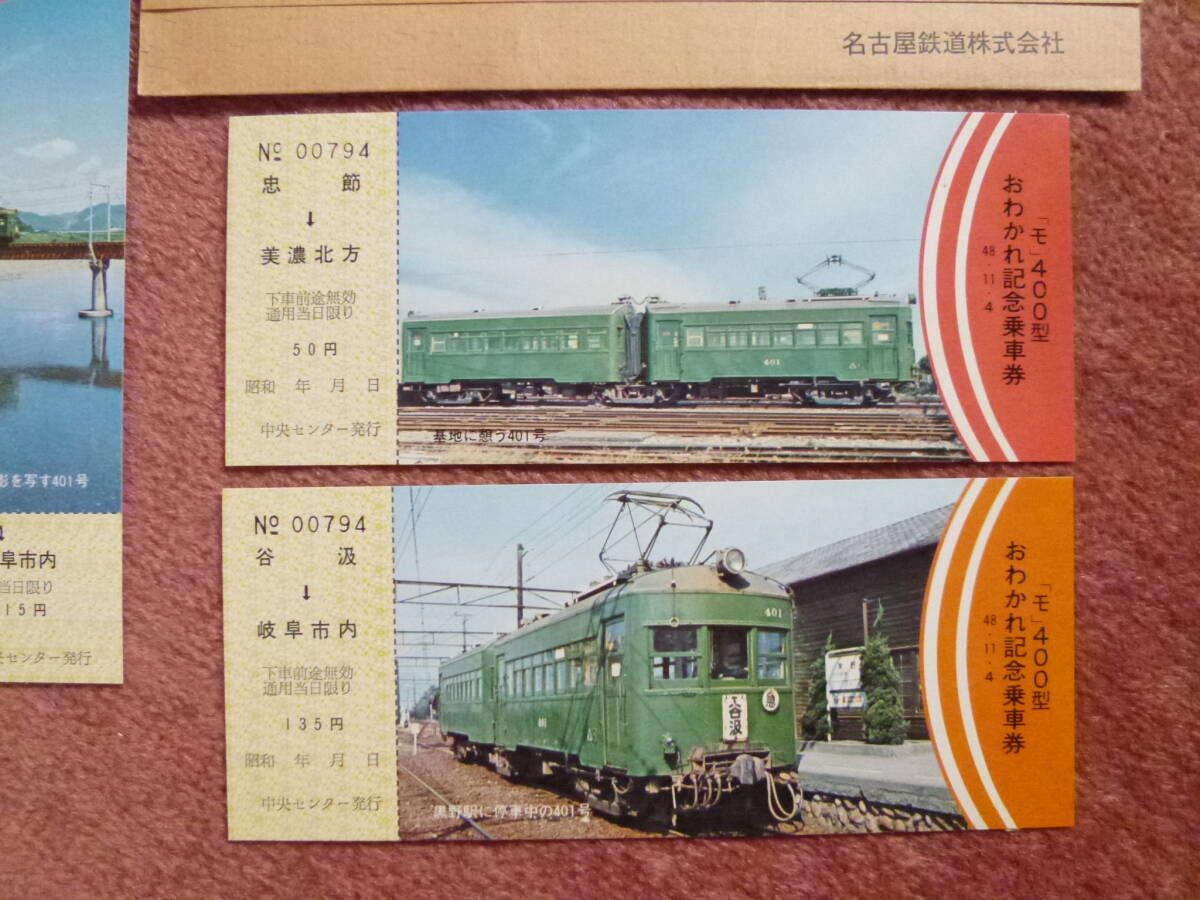 名古屋鉄道株式会社
影を写す401号
阜市内
当日限り
15円
センター発行
№ 00794
忠節
↓
美濃北方
下車前途無効
通用当日限り
50円
昭和 年 月 日
中央センター発行
401
基地に憩う401号
「モ」400型
おわかれ記念乗車券
48・11・4
№ 00794
谷汲
↓
岐阜市内
下車前途無効
通用当日限り
135円
昭和 年 月 日
中央センター発行
401
401
谷汲
急
黒野駅に停車中の401号
「モ」400型
おわかれ記念乗車券
48・11・4